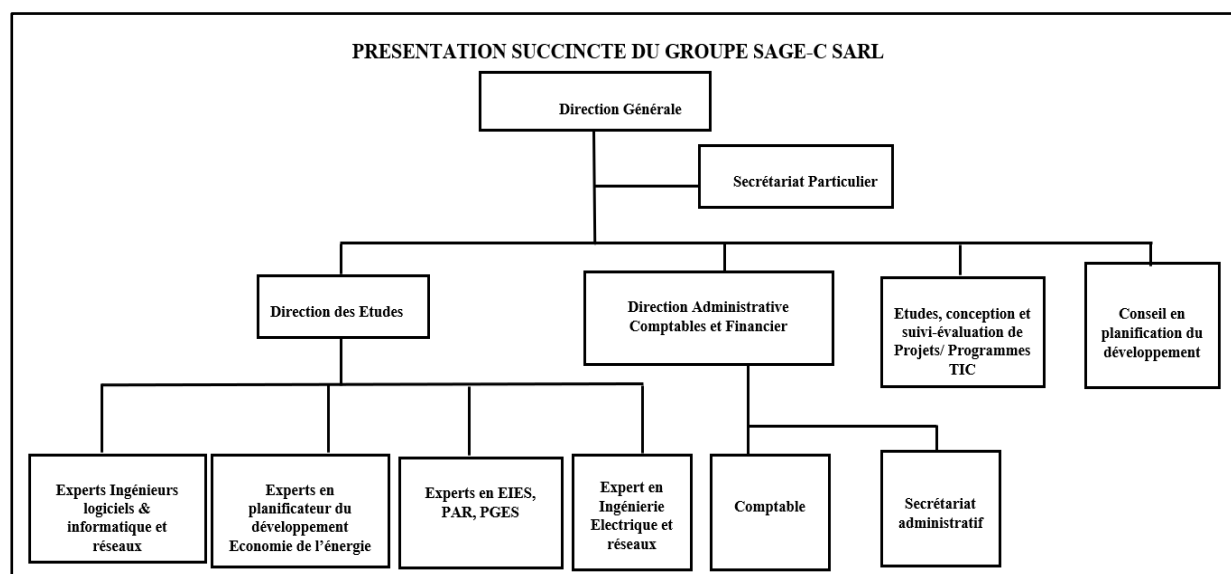 PRESENTATION SUCCINCTE DU GROUPE SAGE-C SARL
Direction Générale
Secrétariat Particulier
Direction des Etudes
Direction Administrative
Comptables et Financier
Etudes, conception et
suivi-évaluation de
Projets/ Programmes
TIC
Conseil en
planification du
développement
Experts Ingénieurs
logiciels &
informatique et
réseaux
Experts en
planificateur du
développement
Economie de l’énergie
Experts en EIES,
PAR, PGES
Expert en
Ingénierie
Electrique et
réseaux
Comptable
Secrétariat
administratif